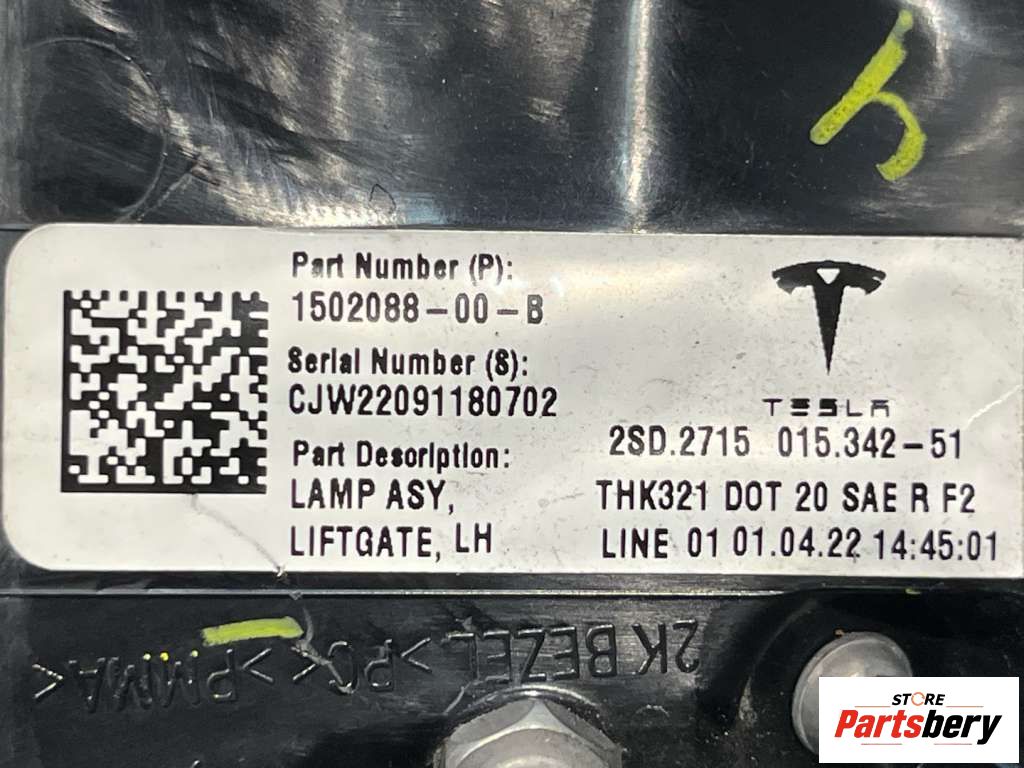 Part Number (P):
1502088-00-B
Serial Number (S):
CJW22091180702
Part Description:
LAMP ASY,
LIFTGATE, LH
TESLA
2SD.2715 015.342-51
THK321 DOT 20 SAE R F2
LINE 01 01.04.22 14:45:01
2K BEZEL >PC< >PMMA<
STORE
Partsbery